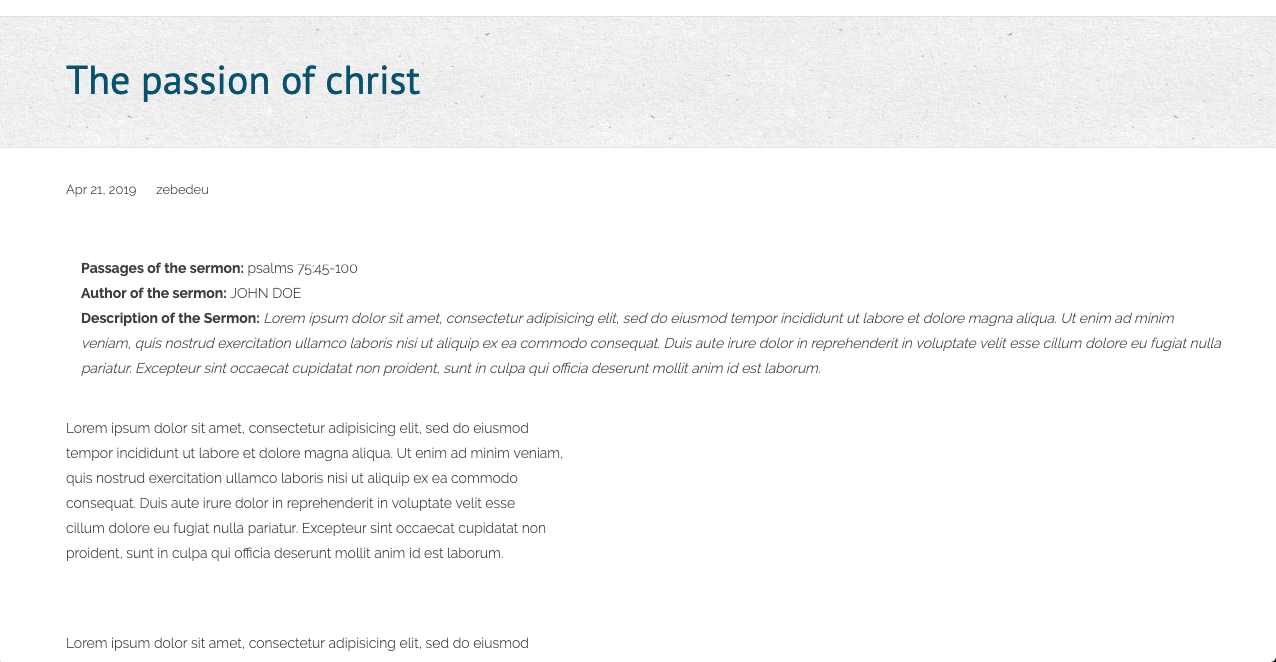 The passion of christ
Apr 21, 2019 zebedeu
Passages of the sermon: psalms 75:45-100
Author of the sermon: JOHN DOE
Description of the Sermon: Lorem ipsum dolor sit amet, consectetur adipisicing elit, sed do eiusmod tempor incididunt ut labore et dolore magna aliqua. Ut enim ad minim
veniam, quis nostrud exercitation ullamco laboris nisi ut aliquip ex ea commodo consequat. Duis aute irure dolor in reprehenderit in voluptate velit esse cillum dolore eu fugiat nulla
pariatur. Excepteur sint occaecat cupidatat non proident, sunt in culpa qui officia deserunt mollit anim id est laborum.
Lorem ipsum dolor sit amet, consectetur adipisicing elit, sed do eiusmod
tempor incididunt ut labore et dolore magna aliqua. Ut enim ad minim veniam,
quis nostrud exercitation ullamco laboris nisi ut aliquip ex ea commodo
consequat. Duis aute irure dolor in reprehenderit in voluptate velit esse
cillum dolore eu fugiat nulla pariatur. Excepteur sint occaecat cupidatat non
proident, sunt in culpa qui officia deserunt mollit anim id est laborum.
Lorem ipsum dolor sit amet, consectetur adipisicing elit, sed do eiusmod